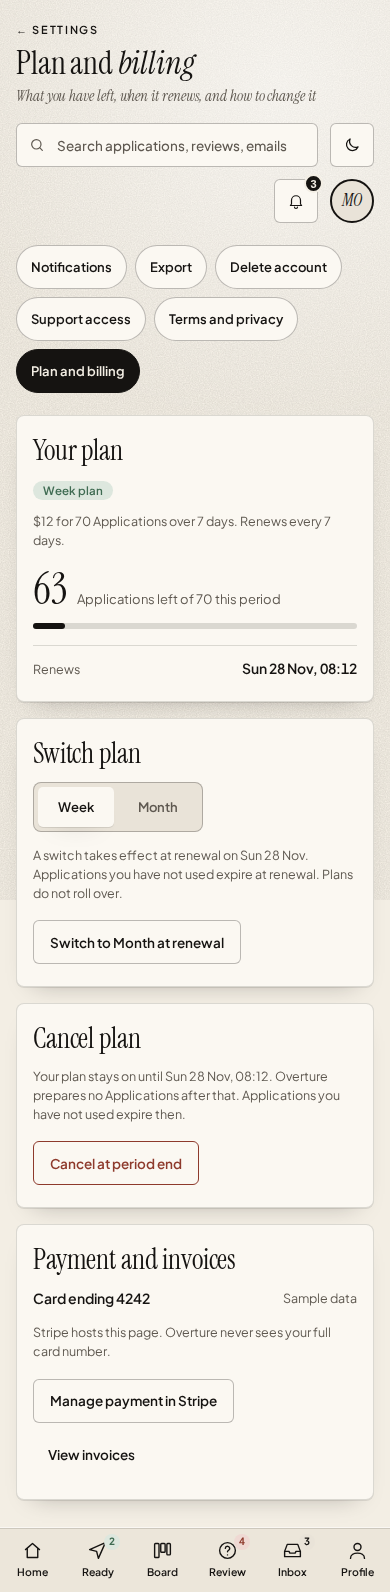 ← SETTINGS
Plan and billing
What you have left, when it renews, and how to change it
Search applications, reviews, emails
3
MO
Notifications
Export
Delete account
Support access
Terms and privacy
Plan and billing
Your plan
Week plan
$12 for 70 Applications over 7 days. Renews every 7
days.
63 Applications left of 70 this period
Renews
Sun 28 Nov, 08:12
Switch plan
Week
Month
A switch takes effect at renewal on Sun 28 Nov.
Applications you have not used expire at renewal. Plans
do not roll over.
Switch to Month at renewal
Cancel plan
Your plan stays on until Sun 28 Nov, 08:12. Overture
prepares no Applications after that. Applications you
have not used expire then.
Cancel at period end
Payment and invoices
Card ending 4242
Sample data
Stripe hosts this page. Overture never sees your full
card number.
Manage payment in Stripe
View invoices
2
4
3
Home
Ready
Board
Review
Inbox
Profile